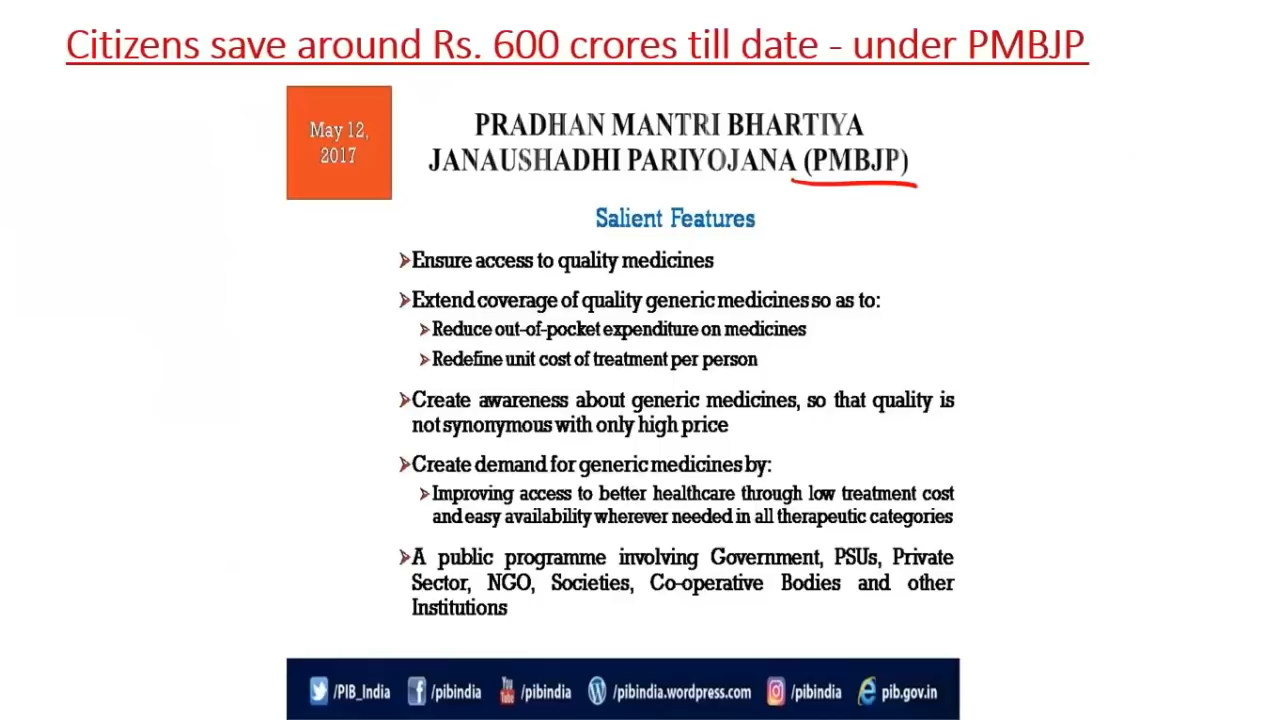 Citizens save around Rs. 600 crores till date - under PMBJP
May 12,
2017
PRADHAN MANTRI BHARTIYA
JANAUSHADHI PARIYOJANA (PMBJP)
Salient Features
Ensure access to quality medicines
Extend coverage of quality generic medicines so as to:
Reduce out-of-pocket expenditure on medicines
Redefine unit cost of treatment per person
Create awareness about generic medicines, so that quality is
not synonymous with only high price
Create demand for generic medicines by:
Improving access to better healthcare through low treatment cost
and easy availability wherever needed in all therapeutic categories
A public programme involving Government, PSUs, Private
Sector, NGO, Societies, Co-operative Bodies and other
Institutions
/PIB_India /pibindia You Tube /pibindia /pibindia.wordpress.com /pibindia pib.gov.in